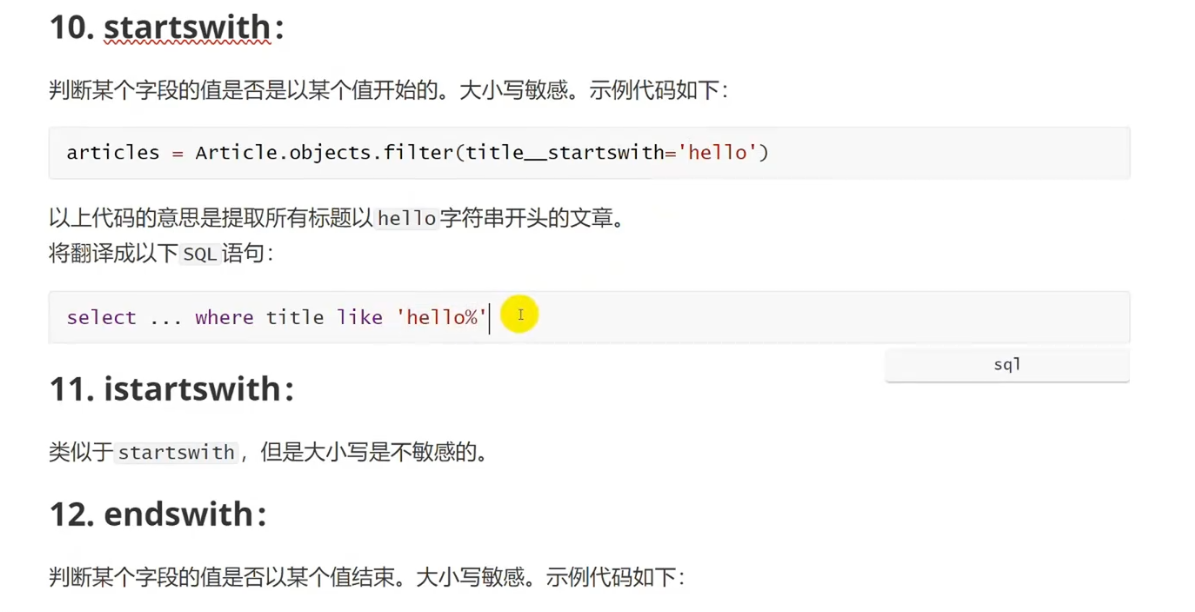 10. startswith：
判断某个字段的值是否是以某个值开始的。大小写敏感。示例代码如下：
articles = Article.objects.filter(title__startswith='hello')
以上代码的意思是提取所有标题以hello字符串开头的文章。
将翻译成以下SQL语句：
select ... where title like 'hello%'
sql
11. istartswith：
类似于startswith，但是大小写是不敏感的。
12. endswith：
判断某个字段的值是否以某个值结束。大小写敏感。示例代码如下：